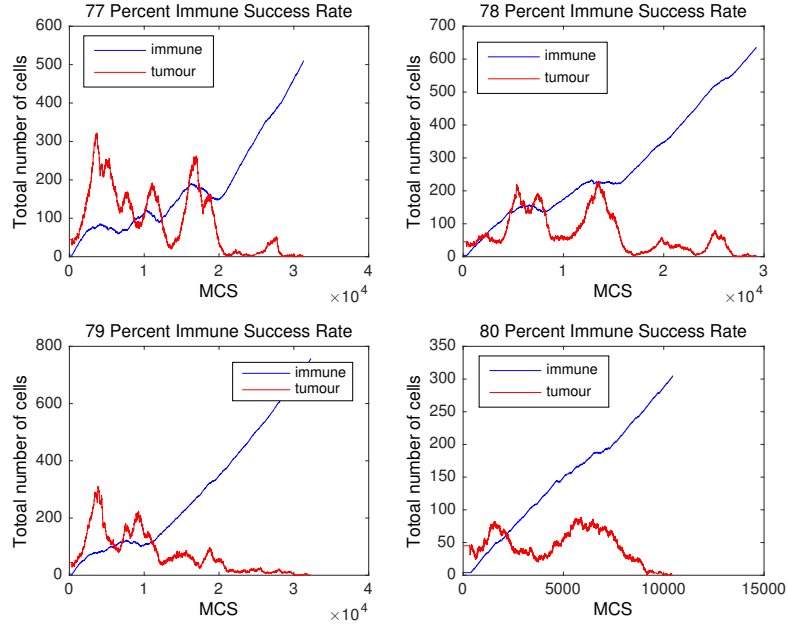 77 Percent Immune Success Rate
Totoal number of cells
600
500
400
300
200
100
0
immune
tumour
0 1 2 3 4
MCS
×10^4
78 Percent Immune Success Rate
Totoal number of cells
700
600
500
400
300
200
100
0
immune
tumour
0 1 2 3
MCS
×10^4
79 Percent Immune Success Rate
Totoal number of cells
800
600
400
200
0
immune
tumour
0 1 2 3 4
MCS
×10^4
80 Percent Immune Success Rate
Totoal number of cells
350
300
250
200
150
100
50
0
immune
tumour
0 5000 10000 15000
MCS